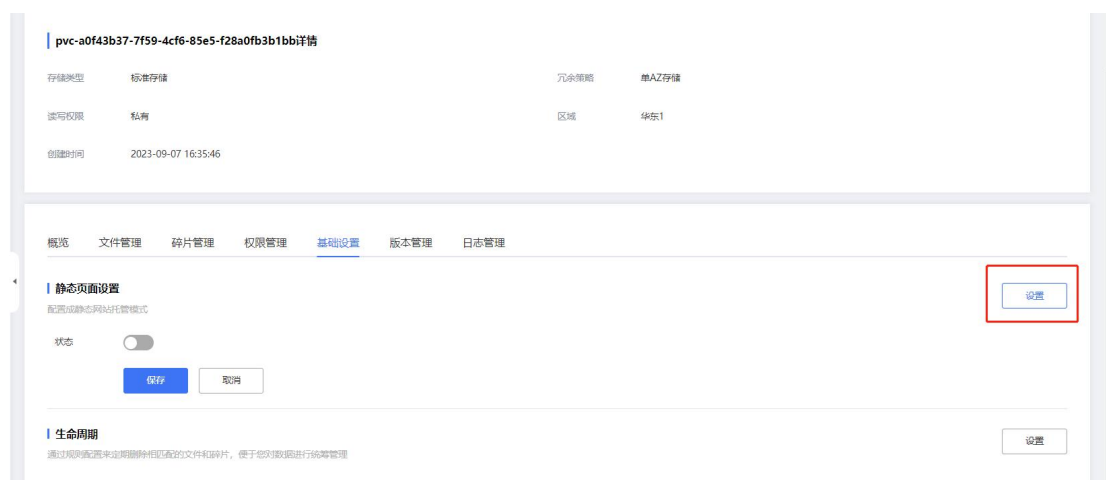 pvc-a0f43b37-7f59-4cf6-85e5-f28a0fb3b1bb详情
存储类型 标准存储 冗余策略 单AZ存储
读写权限 私有 区域 华东1
创建时间 2023-09-07 16:35:46
概览 文件管理 碎片管理 权限管理 基础设置 版本管理 日志管理
静态页面设置 设置
配置成静态网站托管模式
状态
保存 取消
生命周期 设置
通过规则配置来定期删除相匹配的文件和碎片，便于您对数据进行统筹管理